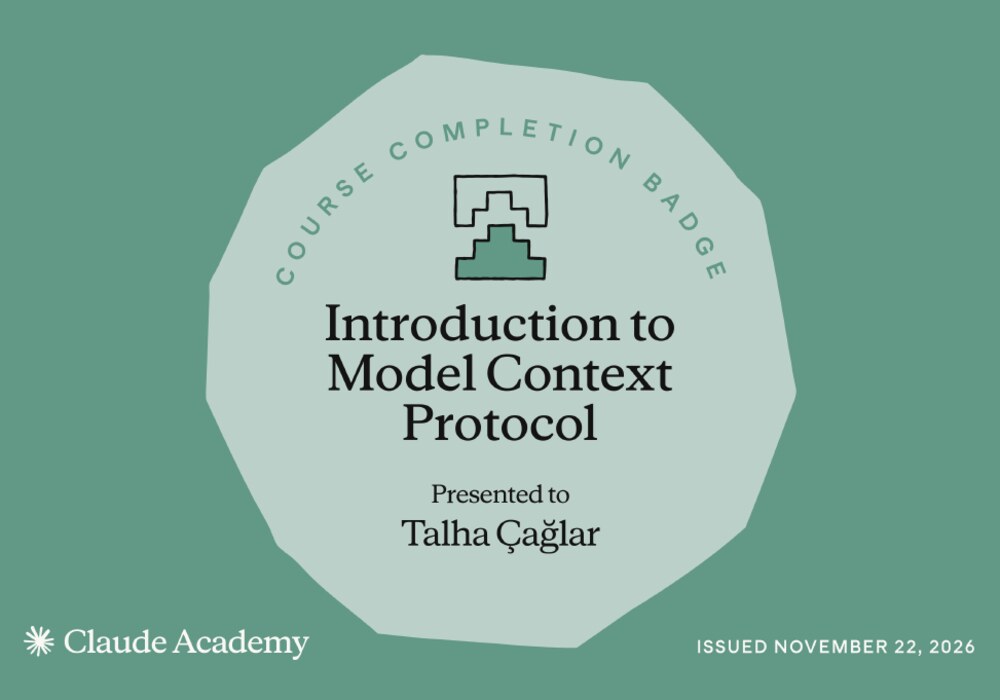 COURSE COMPLETION BADGE
Introduction to
Model Context
Protocol
Presented to
Talha Çağlar
Claude Academy
ISSUED NOVEMBER 22, 2026